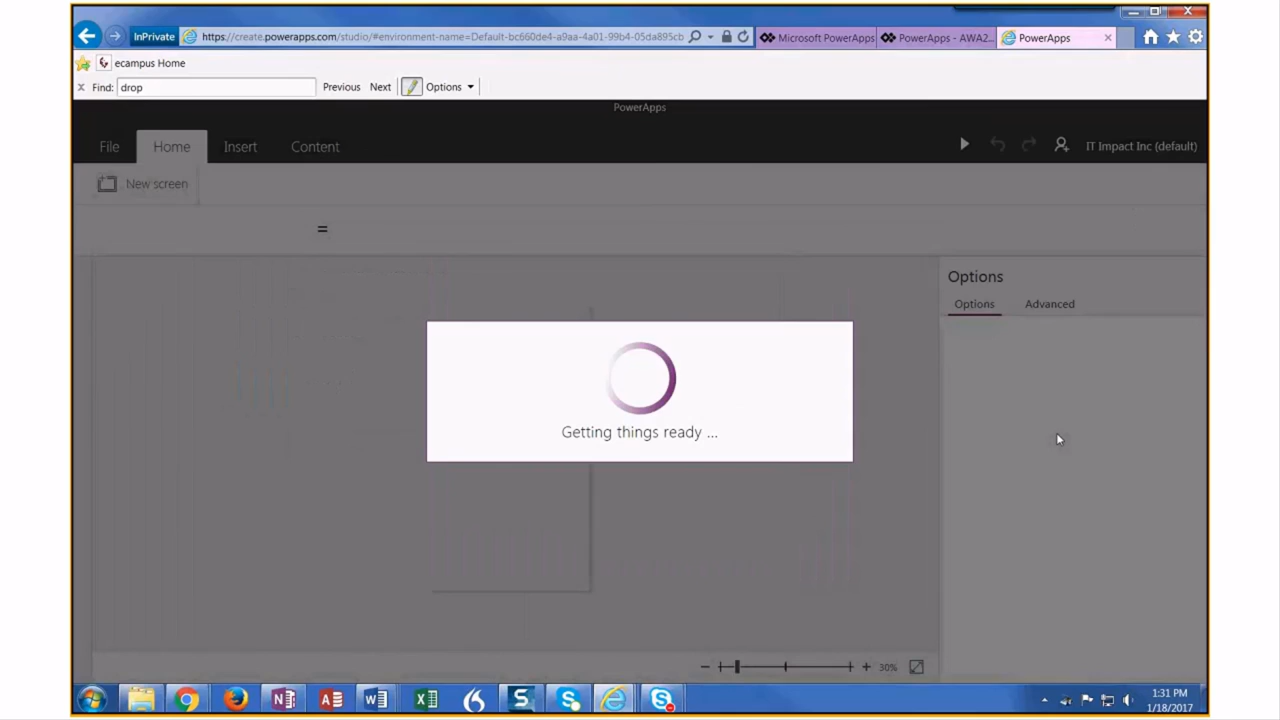 InPrivate
https://create.powerapps.com/studio/#environment-name=Default-bc660de4-a9aa-4a01-99b4-05da895cb
Microsoft PowerApps
PowerApps - AWA2...
PowerApps
ecampus Home
x Find: drop Previous Next Options
PowerApps
File Home Insert Content IT Impact Inc (default)
New screen
=
Options
Options Advanced
Getting things ready ...
30%
1:31 PM
1/18/2017